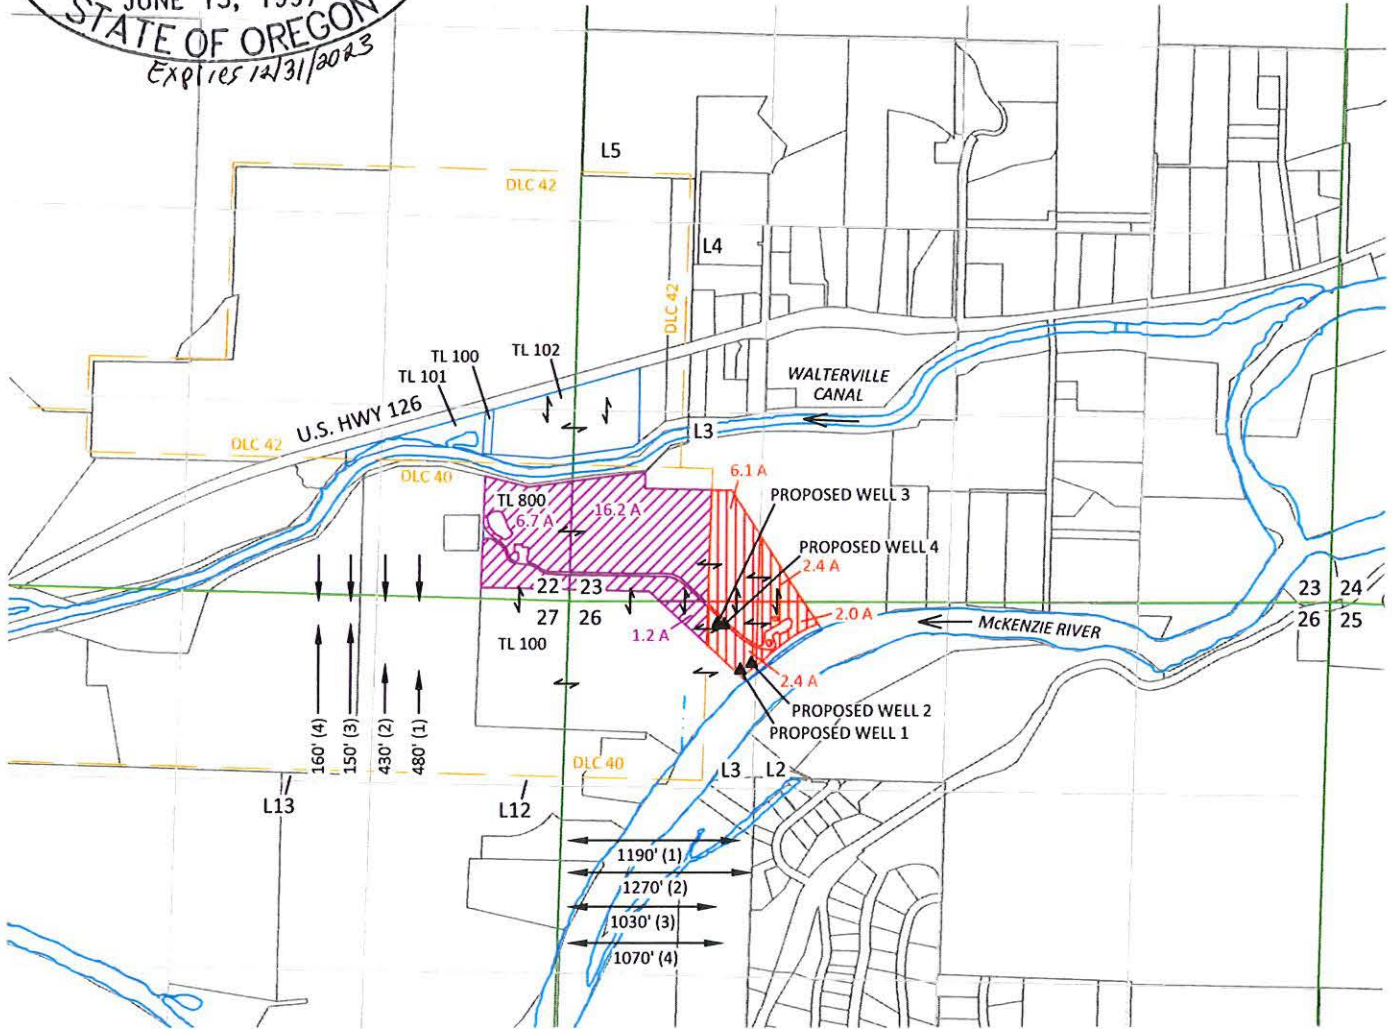 JUNE 13, 1997
STATE OF OREGON
Expires 12/31/2023
L5
DLC 42
L4
DLC 42
TL 102
TL 100
TL 101
WALTERVILLE
CANAL
U.S. HWY 126
L3
DLC 42
DLC 40
6.1 A
TL 800
6.7 A
16.2 A
PROPOSED WELL 3
PROPOSED WELL 4
2.4 A
22 23
27 26
23 24
26 25
2.0 A
McKENZIE RIVER
1.2 A
TL 100
2.4 A
PROPOSED WELL 2
PROPOSED WELL 1
160' (4)
150' (3)
430' (2)
480' (1)
DLC 40
L3 L2
L13
L12
1190' (1)
1270' (2)
1030' (3)
1070' (4)